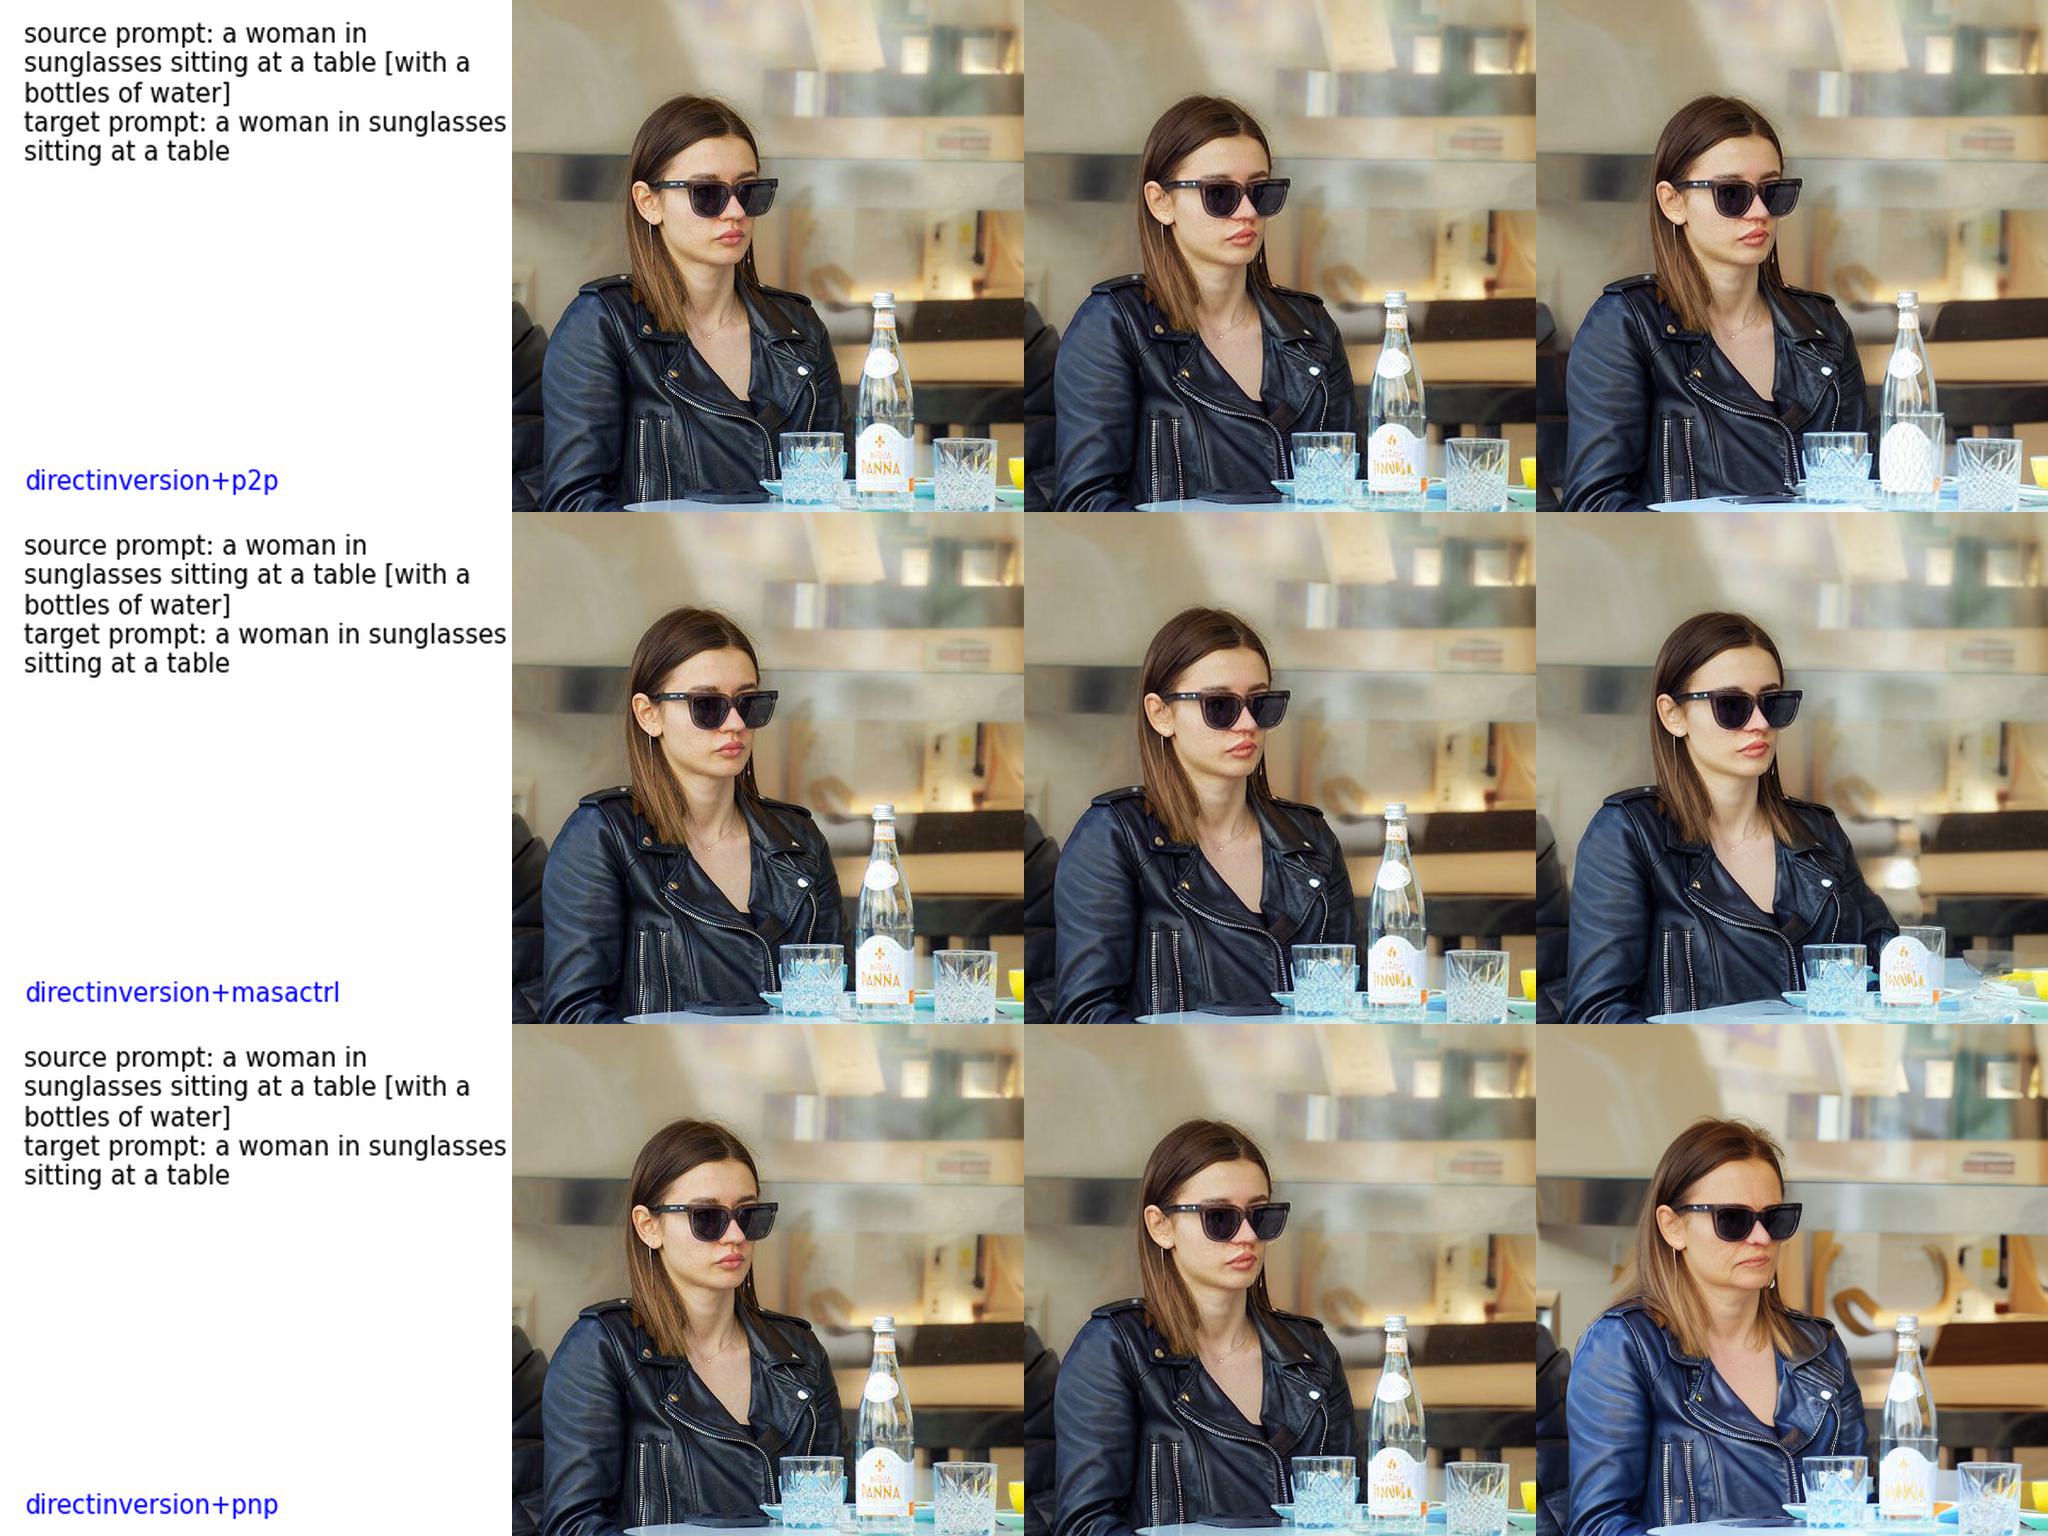 source prompt: a woman in
sunglasses sitting at a table [with a
bottles of water]
target prompt: a woman in sunglasses
sitting at a table
directinversion+p2p
ACQUA
PANNA
source prompt: a woman in
sunglasses sitting at a table [with a
bottles of water]
target prompt: a woman in sunglasses
sitting at a table
directinversion+masactrl
ACQUA
PANNA
source prompt: a woman in
sunglasses sitting at a table [with a
bottles of water]
target prompt: a woman in sunglasses
sitting at a table
directinversion+pnp
ACQUA
PANNA